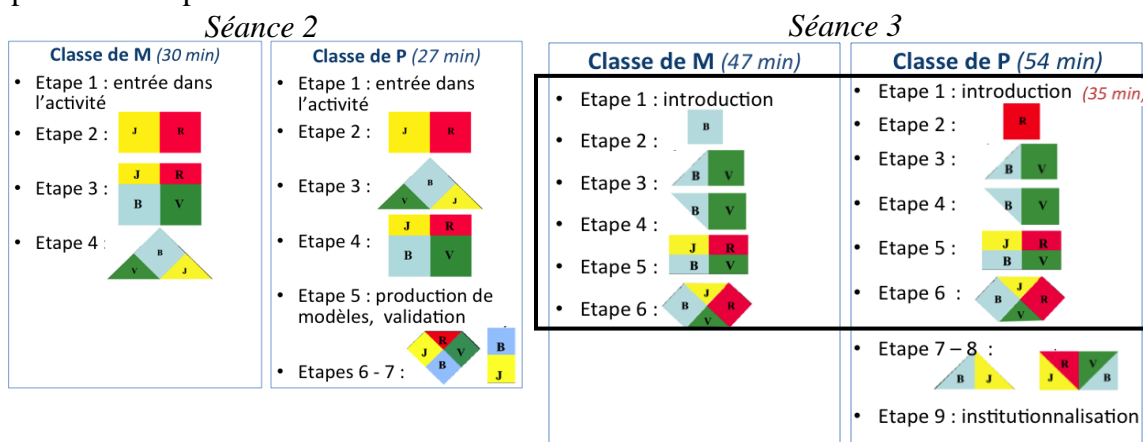 Séance 2
Séance 3
Classe de M (30 min)
• Etape 1 : entrée dans
l’activité
• Etape 2 :
J R
• Etape 3 :
J R
B V
• Etape 4 :
B
V J
Classe de P (27 min)
• Etape 1 : entrée dans
l’activité
• Etape 2 :
J R
• Etape 3 :
B
V J
• Etape 4 :
J R
B V
• Etape 5 : production de
modèles, validation
• Etapes 6 - 7 :
R
J V
B
B
J
Classe de M (47 min)
• Etape 1 : introduction
• Etape 2 :
B
• Etape 3 :
B V
• Etape 4 :
B V
• Etape 5 :
J R
B V
• Etape 6 :
J
B R
V
Classe de P (54 min)
• Etape 1 : introduction (35 min)
• Etape 2 :
R
• Etape 3 :
B V
• Etape 4 :
B V
• Etape 5 :
J R
B V
• Etape 6 :
J
B R
V
• Etape 7 – 8 :
B J
R V
J B
• Etape 9 : institutionnalisation